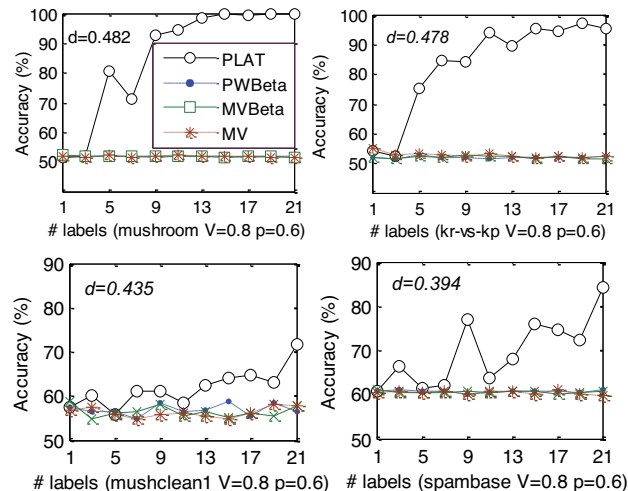 Accuracy (%)
100
90
80
70
60
50
40
d=0.482
PLAT
PWBeta
MVBeta
MV
1 5 9 13 17 21
# labels (mushroom V=0.8 p=0.6)
Accuracy (%)
100
90
80
70
60
50
40
d=0.478
1 5 9 13 17 21
# labels (kr-vs-kp V=0.8 p=0.6)
Accuracy (%)
90
80
70
60
50
d=0.435
1 5 9 13 17 21
# labels (mushclean1 V=0.8 p=0.6)
Accuracy (%)
90
80
70
60
50
d=0.394
1 5 9 13 17 21
# labels (spambase V=0.8 p=0.6)